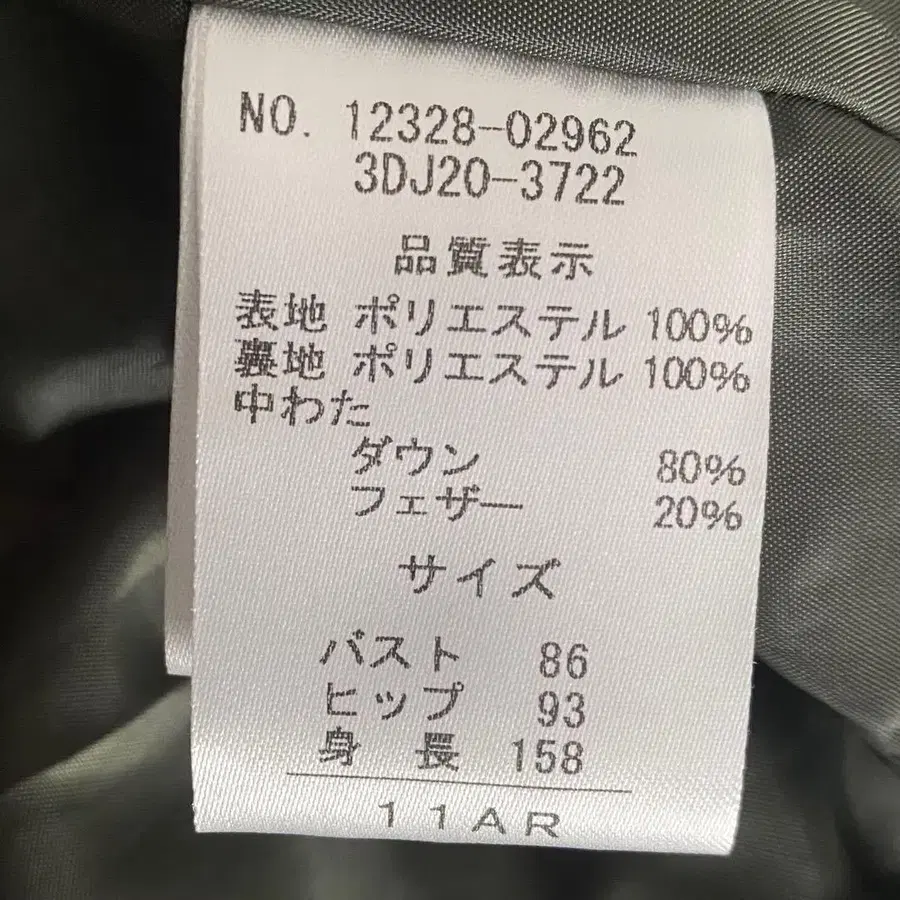 NO. 12328-02962
3DJ20-3722
品質表示
表地 ポリエステル 100%
裏地 ポリエステル 100%
中わた
ダウン 80%
フェザー 20%
サイズ
バスト 86
ヒップ 93
身長 158
11AR